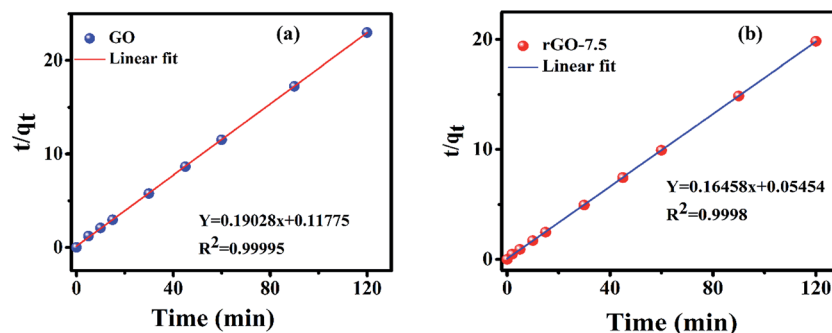 (a)
GO
Linear fit
t/qt
20
10
0
Y=0.19028x+0.11775
R²=0.99995
0 40 80 120
Time (min)
(b)
rGO-7.5
Linear fit
t/qt
20
15
10
5
0
Y=0.16458x+0.05454
R²=0.9998
0 40 80 120
Time (min)